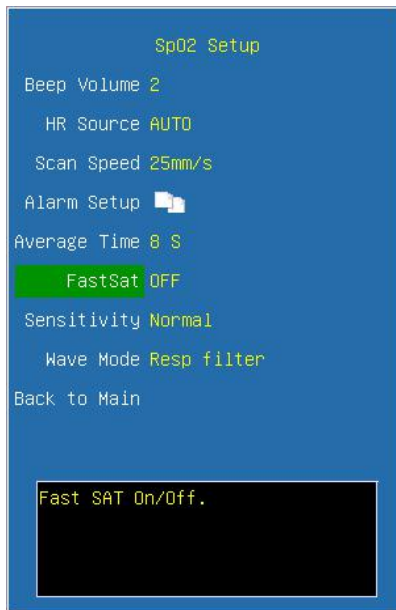 SpO2 Setup
Beep Volume 2
HR Source AUTO
Scan Speed 25mm/s
Alarm Setup
Average Time 8 S
FastSat OFF
Sensitivity Normal
Wave Mode Resp filter
Back to Main
Fast SAT On/Off.